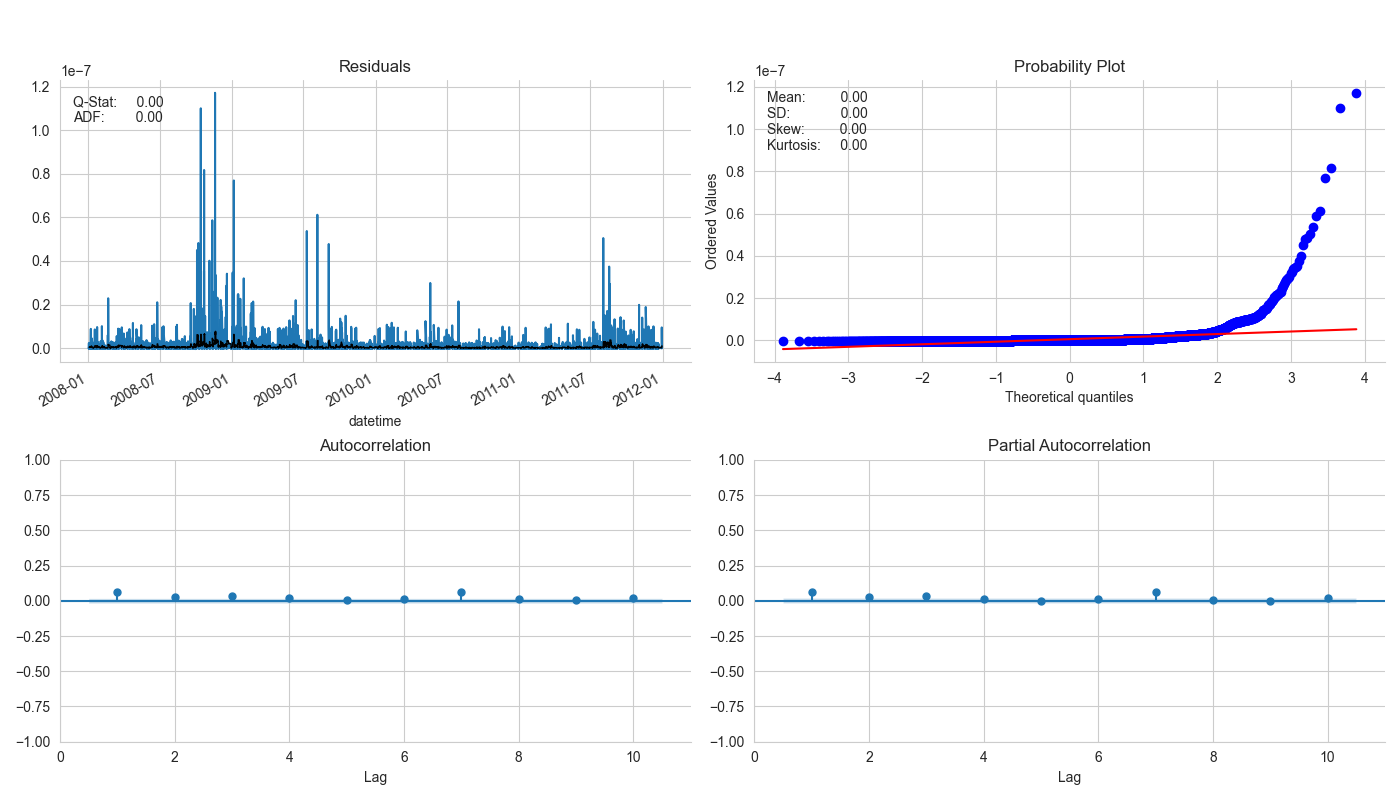 Residuals
1e−7
Q-Stat: 0.00
ADF: 0.00
1.2
1.0
0.8
0.6
0.4
0.2
0.0
2008-01
2008-07
2009-01
2009-07
2010-01
2010-07
2011-01
2011-07
2012-01
datetime
Probability Plot
1e−7
Mean: 0.00
SD: 0.00
Skew: 0.00
Kurtosis: 0.00
Ordered Values
1.2
1.0
0.8
0.6
0.4
0.2
0.0
−4 −3 −2 −1 0 1 2 3 4
Theoretical quantiles
Autocorrelation
1.00
0.75
0.50
0.25
0.00
−0.25
−0.50
−0.75
−1.00
0 2 4 6 8 10
Lag
Partial Autocorrelation
1.00
0.75
0.50
0.25
0.00
−0.25
−0.50
−0.75
−1.00
0 2 4 6 8 10
Lag